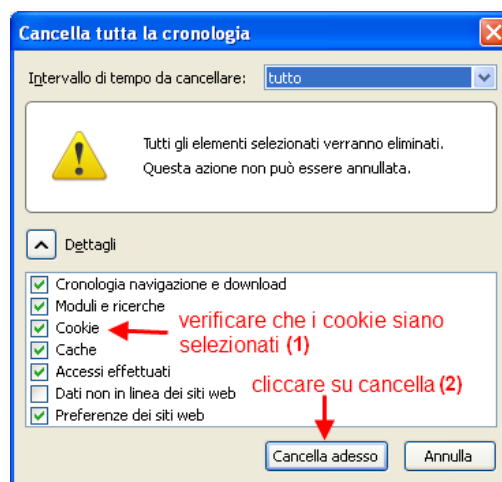 Cancella tutta la cronologia
Intervallo di tempo da cancellare: tutto
Tutti gli elementi selezionati verranno eliminati.
Questa azione non può essere annullata.
Dettagli
Cronologia navigazione e download
Moduli e ricerche
Cookie
verificare che i cookie siano
selezionati (1)
Cache
Accessi effettuati
Dati non in linea dei siti web
cliccare su cancella (2)
Preferenze dei siti web
Cancella adesso
Annulla